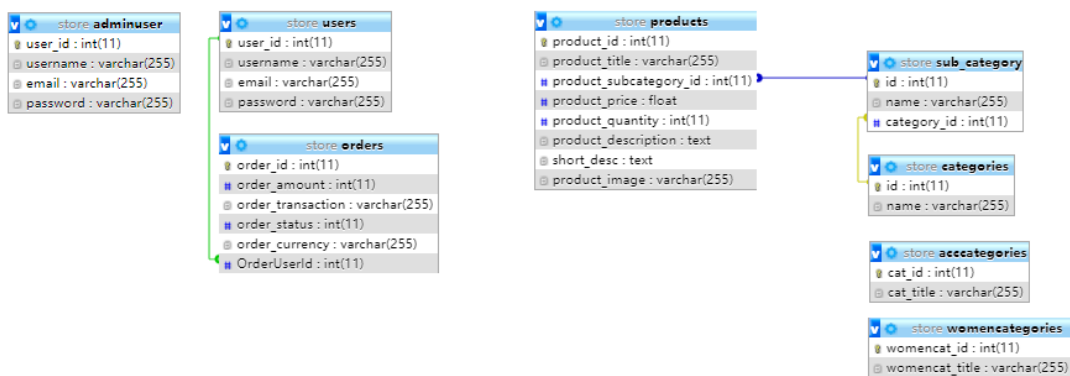 store adminuser
user_id : int(11)
username : varchar(255)
email : varchar(255)
password : varchar(255)
store users
user_id : int(11)
username : varchar(255)
email : varchar(255)
password : varchar(255)
store orders
order_id : int(11)
# order_amount : int(11)
order_transaction : varchar(255)
# order_status : int(11)
order_currency : varchar(255)
# OrderUserId : int(11)
store products
product_id : int(11)
product_title : varchar(255)
# product_subcategory_id : int(11)
# product_price : float
# product_quantity : int(11)
product_description : text
short_desc : text
product_image : varchar(255)
store sub_category
id : int(11)
name : varchar(255)
# category_id : int(11)
store categories
id : int(11)
name : varchar(255)
store acccategories
cat_id : int(11)
cat_title : varchar(255)
store womencategories
womencat_id : int(11)
womencat_title : varchar(255)